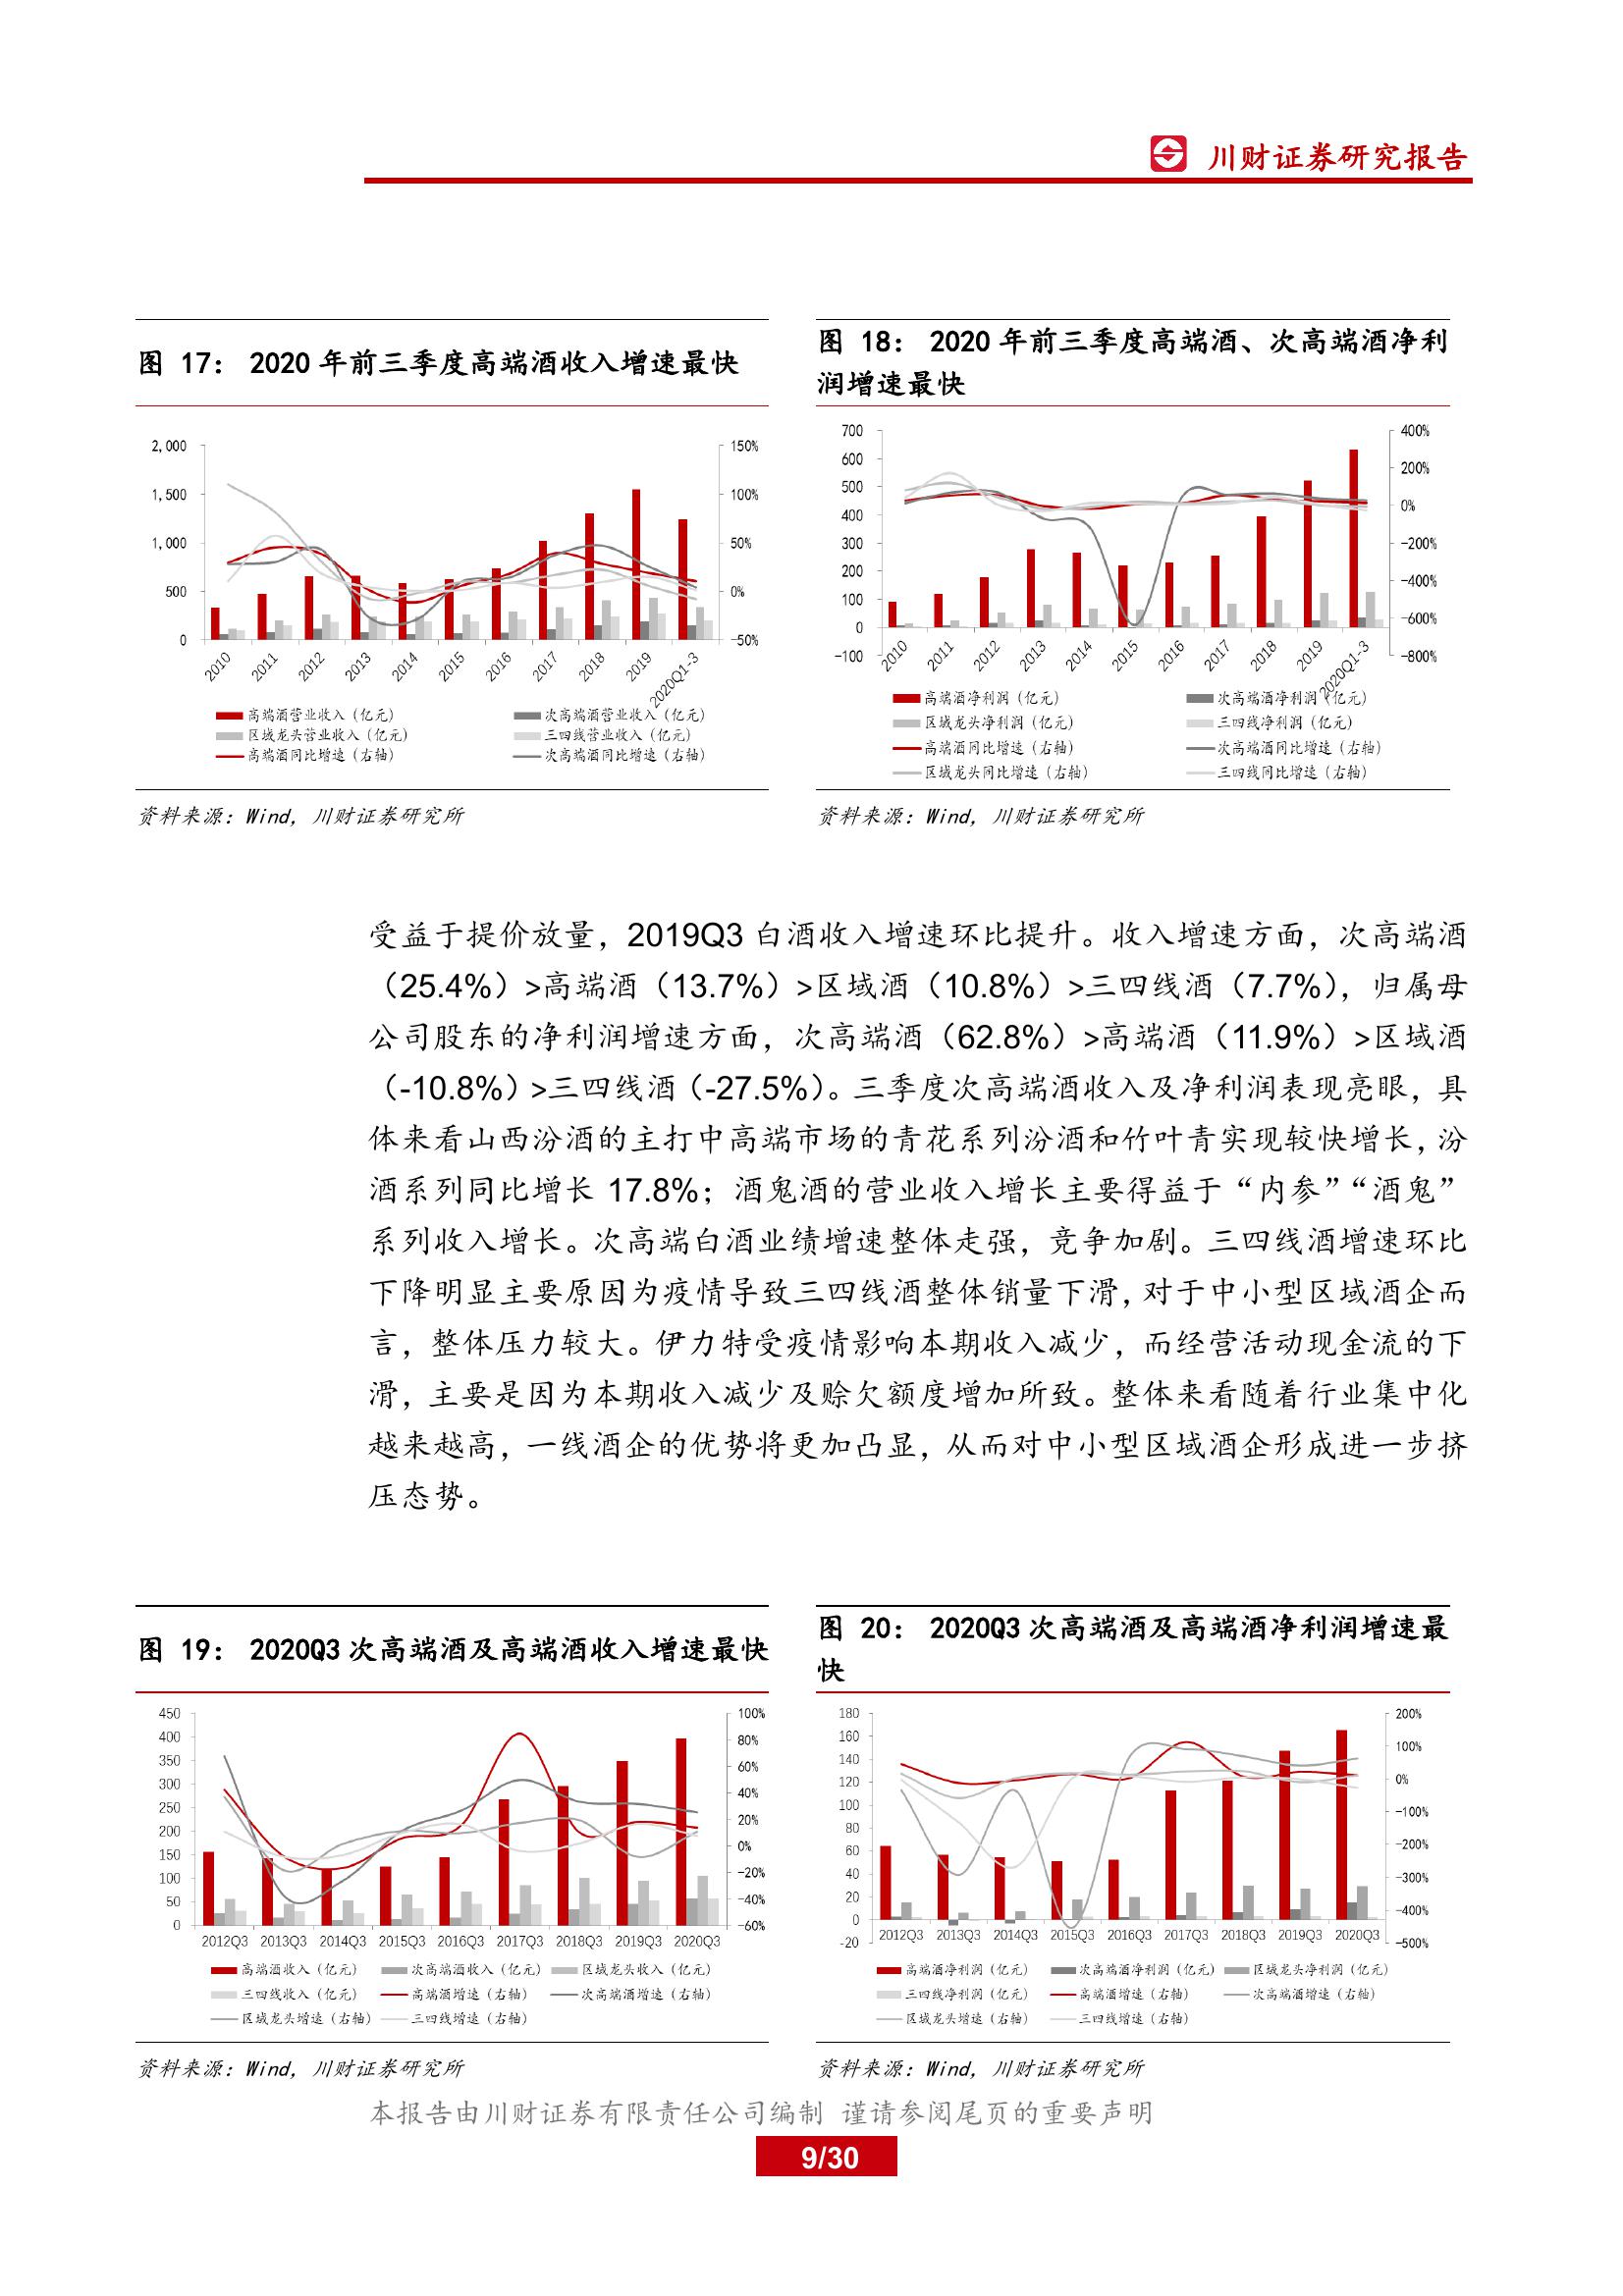 川财证券研究报告
图 17： 2020 年前三季度高端酒收入增速最快
2,000
1,500
1,000
500
0
150%
100%
50%
0%
-50%
2010
2011
2012
2013
2014
2015
2016
2017
2018
2019
2020Q1-3
高端酒营业收入（亿元） 次高端酒营业收入（亿元）
区域龙头营业收入（亿元） 三四线营业收入（亿元）
高端酒同比增速（右轴） 次高端酒同比增速（右轴）
资料来源：Wind, 川财证券研究所
图 18： 2020 年前三季度高端酒、次高端酒净利
润增速最快
700
600
500
400
300
200
100
0
-100
400%
200%
0%
-200%
-400%
-600%
-800%
2010
2011
2012
2013
2014
2015
2016
2017
2018
2019
2020Q1-3
高端酒净利润（亿元） 次高端酒净利润（亿元）
区域龙头净利润（亿元） 三四线净利润（亿元）
高端酒同比增速（右轴） 次高端酒同比增速（右轴）
区域龙头同比增速（右轴） 三四线同比增速（右轴）
资料来源：Wind, 川财证券研究所
受益于提价放量，2019Q3 白酒收入增速环比提升。收入增速方面，次高端酒
（25.4%）>高端酒（13.7%）>区域酒（10.8%）>三四线酒（7.7%），归属母
公司股东的净利润增速方面，次高端酒（62.8%）>高端酒（11.9%）>区域酒
（-10.8%）>三四线酒（-27.5%）。三季度次高端酒收入及净利润表现亮眼，具
体来看山西汾酒的主打中高端市场的青花系列汾酒和竹叶青实现较快增长，汾
酒系列同比增长 17.8%；酒鬼酒的营业收入增长主要得益于“内参”“酒鬼”
系列收入增长。次高端白酒业绩增速整体走强，竞争加剧。三四线酒增速环比
下降明显主要原因为疫情导致三四线酒整体销量下滑，对于中小型区域酒企而
言，整体压力较大。伊力特受疫情影响本期收入减少，而经营活动现金流的下
滑，主要是因为本期收入减少及赊欠额度增加所致。整体来看随着行业集中化
越来越高，一线酒企的优势将更加凸显，从而对中小型区域酒企形成进一步挤
压态势。
图 19： 2020Q3 次高端酒及高端酒收入增速最快
450
400
350
300
250
200
150
100
50
0
100%
80%
60%
40%
20%
0%
-20%
-40%
-60%
2012Q3 2013Q3 2014Q3 2015Q3 2016Q3 2017Q3 2018Q3 2019Q3 2020Q3
高端酒收入（亿元） 次高端酒收入（亿元） 区域龙头收入（亿元）
三四线收入（亿元） 高端酒增速（右轴） 次高端酒增速（右轴）
区域龙头增速（右轴） 三四线增速（右轴）
资料来源：Wind, 川财证券研究所
图 20： 2020Q3 次高端酒及高端酒净利润增速最
快
180
160
140
120
100
80
60
40
20
0
-20
200%
100%
0%
-100%
-200%
-300%
-400%
-500%
2012Q3 2013Q3 2014Q3 2015Q3 2016Q3 2017Q3 2018Q3 2019Q3 2020Q3
高端酒净利润（亿元） 次高端酒净利润（亿元） 区域龙头净利润（亿元）
三四线净利润（亿元） 高端酒增速（右轴） 次高端酒增速（右轴）
区域龙头增速（右轴） 三四线增速（右轴）
资料来源：Wind, 川财证券研究所
本报告由川财证券有限责任公司编制 谨请参阅尾页的重要声明
9/30